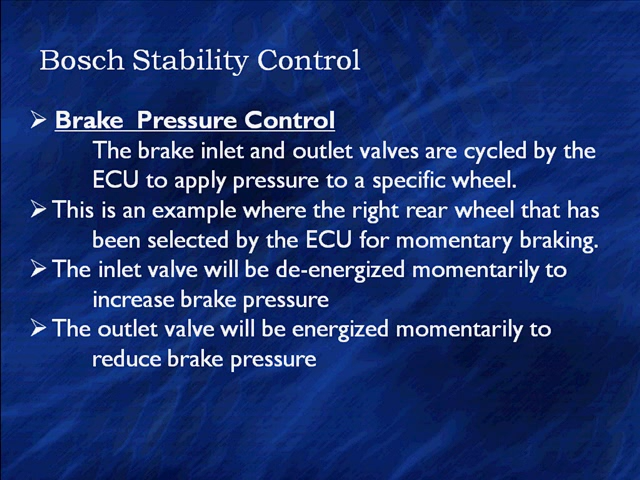 Bosch Stability Control
➢ Brake Pressure Control
The brake inlet and outlet valves are cycled by the
ECU to apply pressure to a specific wheel.
➢ This is an example where the right rear wheel that has
been selected by the ECU for momentary braking.
➢ The inlet valve will be de-energized momentarily to
increase brake pressure
➢ The outlet valve will be energized momentarily to
reduce brake pressure